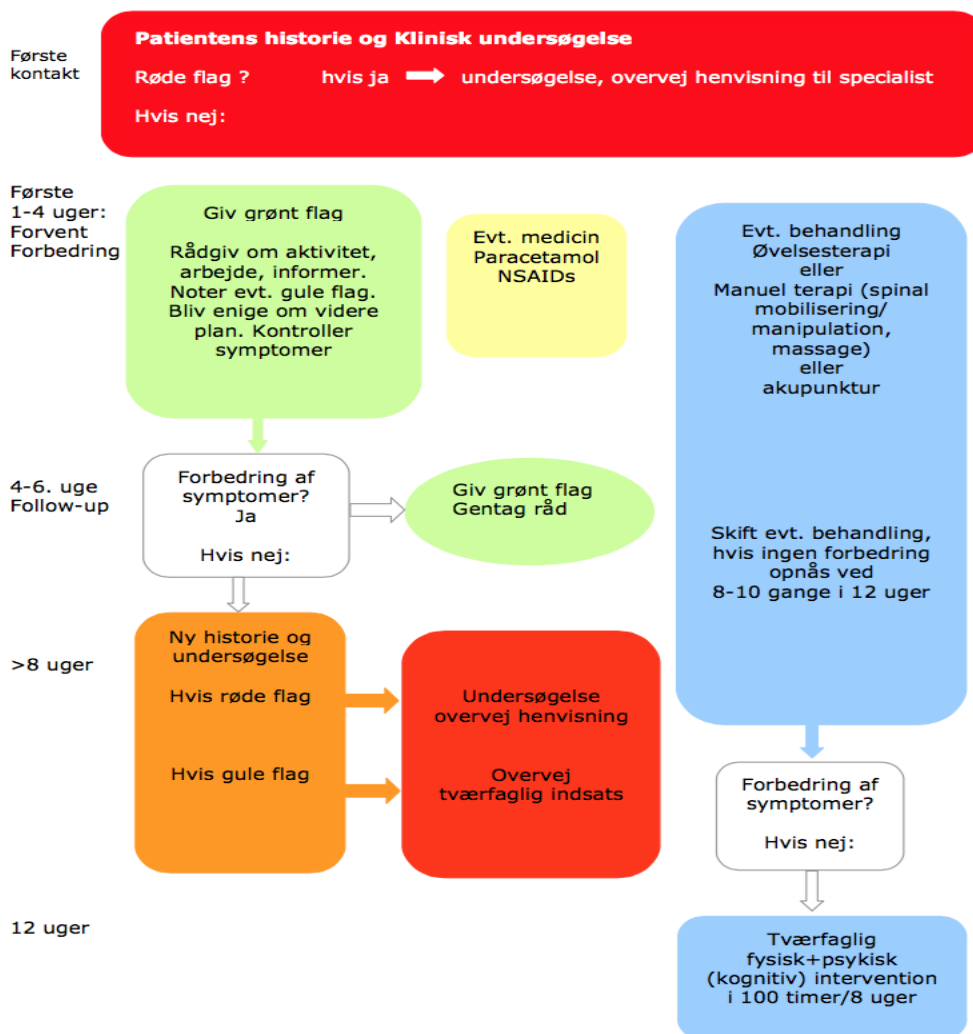 Første
kontakt
Patientens historie og Klinisk undersøgelse
Røde flag ? hvis ja undersøgelse, overvej henvisning til specialist
Hvis nej:
Første
1-4 uger:
Forvent
Forbedring
Giv grønt flag
Rådgiv om aktivitet,
arbejde, informer.
Noter evt. gule flag.
Bliv enige om videre
plan. Kontroller
symptomer
Evt. medicin
Paracetamol
NSAIDs
Evt. behandling
Øvelsesterapi
eller
Manuel terapi (spinal
mobilisering/
manipulation,
massage)
eller
akupunktur
4-6. uge
Follow-up
Forbedring af
symptomer?
Ja
Hvis nej:
Giv grønt flag
Gentag råd
Skift evt. behandling,
hvis ingen forbedring
opnås ved
8-10 gange i 12 uger
>8 uger
Ny historie og
undersøgelse
Hvis røde flag
Hvis gule flag
Undersøgelse
overvej henvisning
Overvej
tværfaglig indsats
Forbedring af
symptomer?
Hvis nej:
12 uger
Tværfaglig
fysisk+psykisk
(kognitiv) intervention
i 100 timer/8 uger